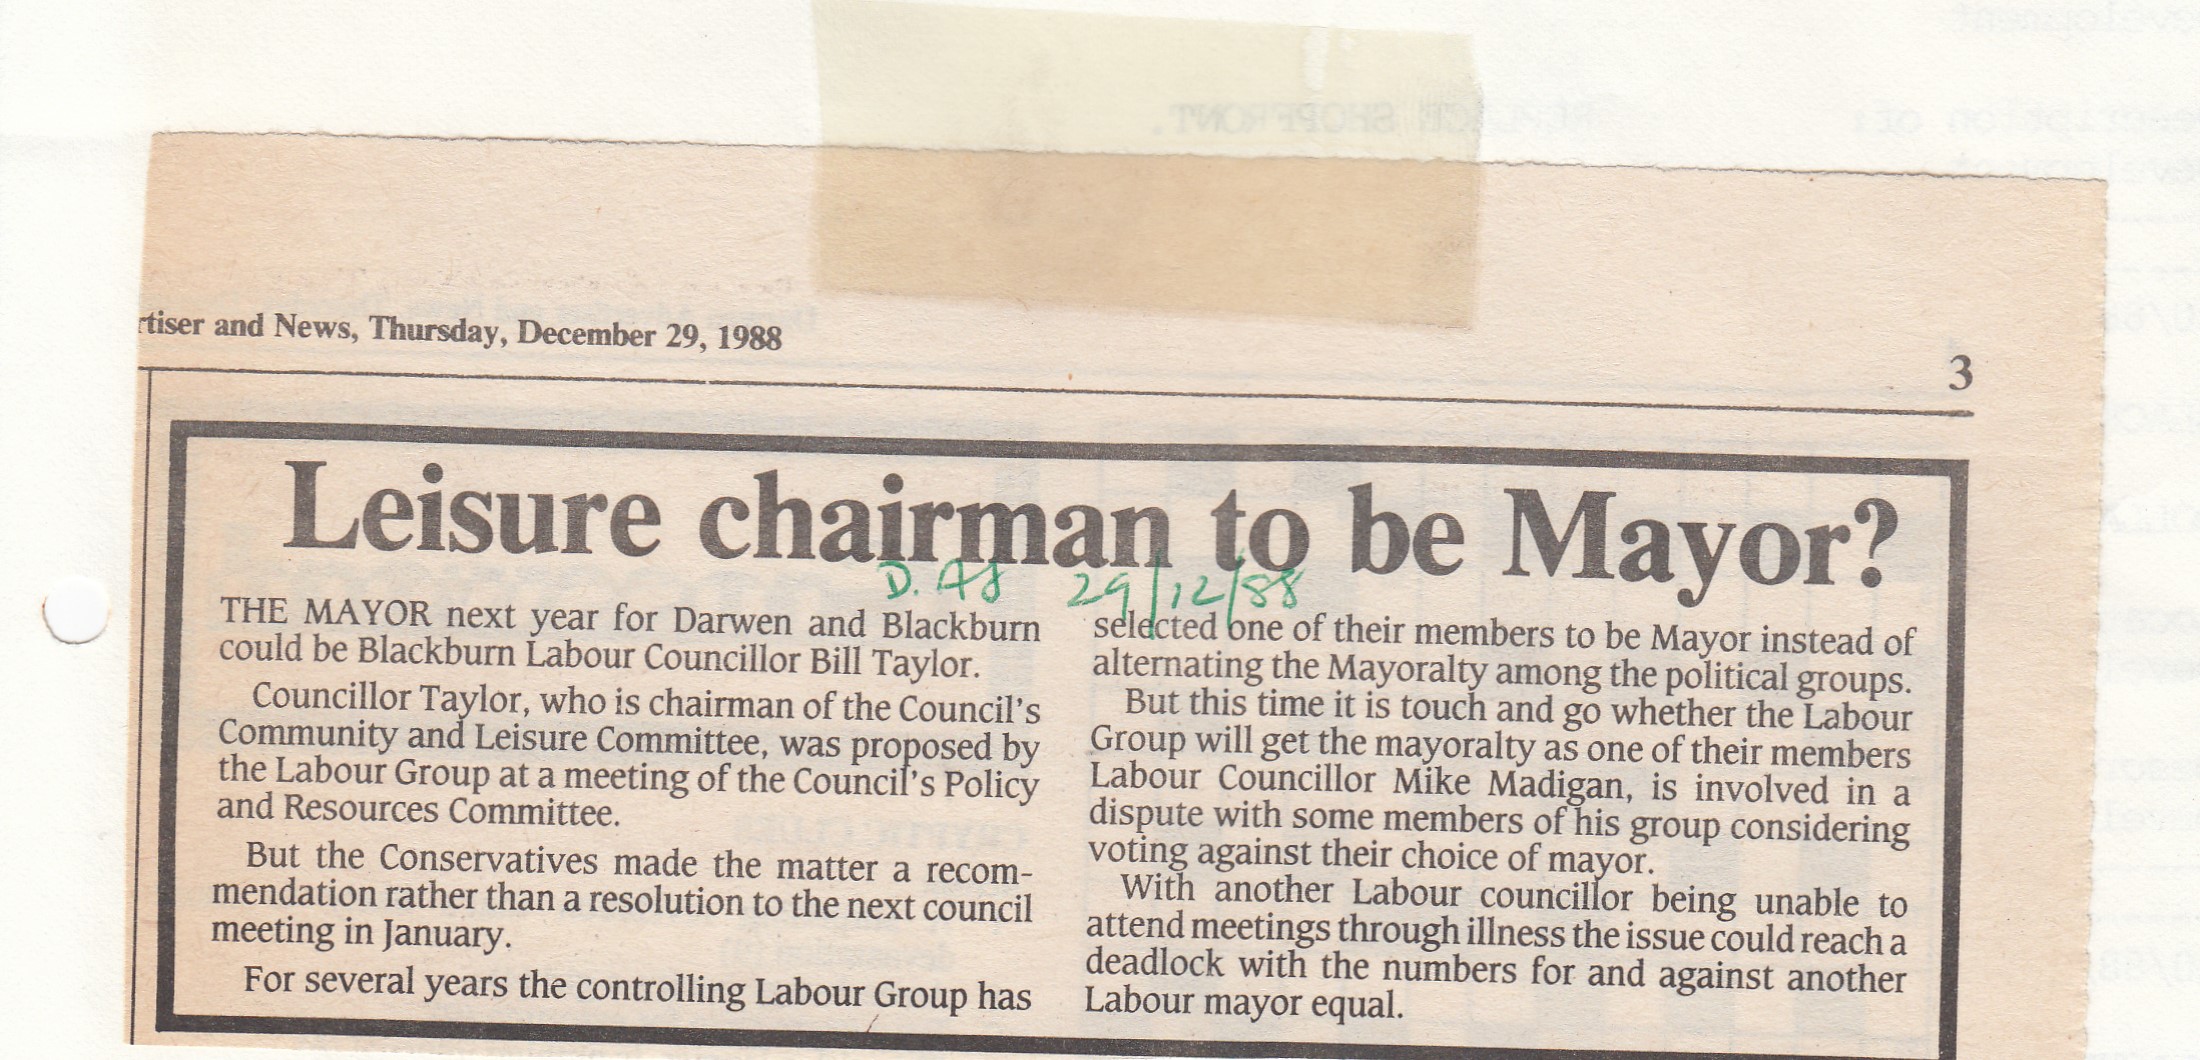 REPLACE SHOPFRONT.
rtiser and News, Thursday, December 29, 1988
3
Leisure chairman to be Mayor?
D. Ad 29/12/88
THE MAYOR next year for Darwen and Blackburn
could be Blackburn Labour Councillor Bill Taylor.
Councillor Taylor, who is chairman of the Council's
Community and Leisure Committee, was proposed by
the Labour Group at a meeting of the Council's Policy
and Resources Committee.
But the Conservatives made the matter a recom-
mendation rather than a resolution to the next council
meeting in January.
For several years the controlling Labour Group has
selected one of their members to be Mayor instead of
alternating the Mayoralty among the political groups.
But this time it is touch and go whether the Labour
Group will get the mayoralty as one of their members
Labour Councillor Mike Madigan, is involved in a
dispute with some members of his group considering
voting against their choice of mayor.
With another Labour councillor being unable to
attend meetings through illness the issue could reach a
deadlock with the numbers for and against another
Labour mayor equal.